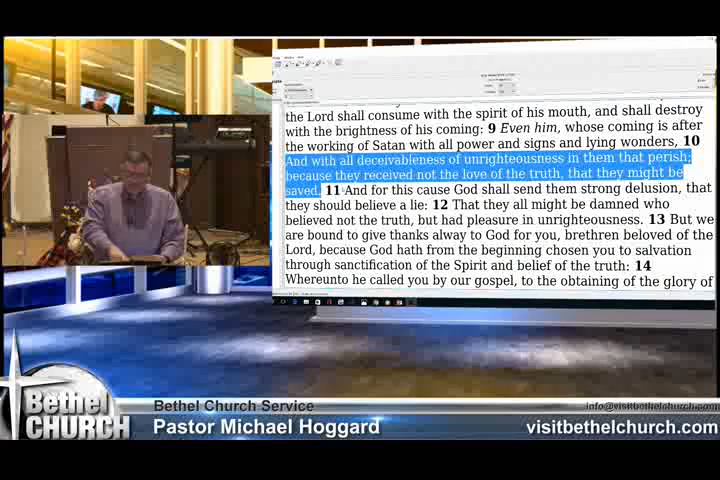 the Lord shall consume with the spirit of his mouth, and shall destroy
with the brightness of his coming: 9 Even him, whose coming is after
the working of Satan with all power and signs and lying wonders, 10
And with all deceivableness of unrighteousness in them that perish;
because they received not the love of the truth, that they might be
saved. 11 And for this cause God shall send them strong delusion, that
they should believe a lie: 12 That they all might be damned who
believed not the truth, but had pleasure in unrighteousness. 13 But we
are bound to give thanks alway to God for you, brethren beloved of the
Lord, because God hath from the beginning chosen you to salvation
through sanctification of the Spirit and belief of the truth: 14
Whereunto he called you by our gospel, to the obtaining of the glory of
Bethel
CHURCH
Bethel Church Service
info@visitbethelchurch.com
Pastor Michael Hoggard
visitbethelchurch.com